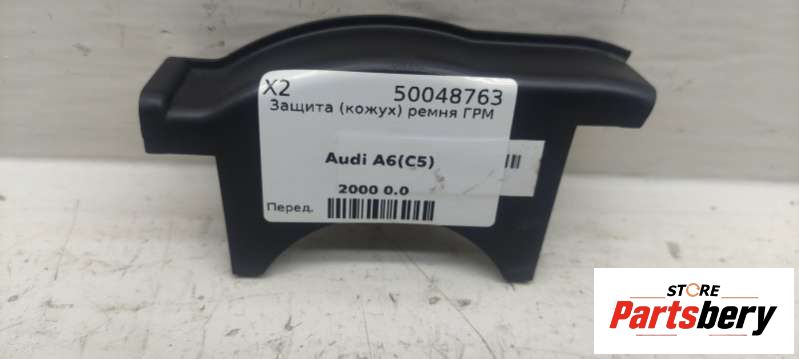 X2 50048763
Защита (кожух) ремня ГРМ
Audi A6(C5)
2000 0.0
Перед.
STORE
Partsbery